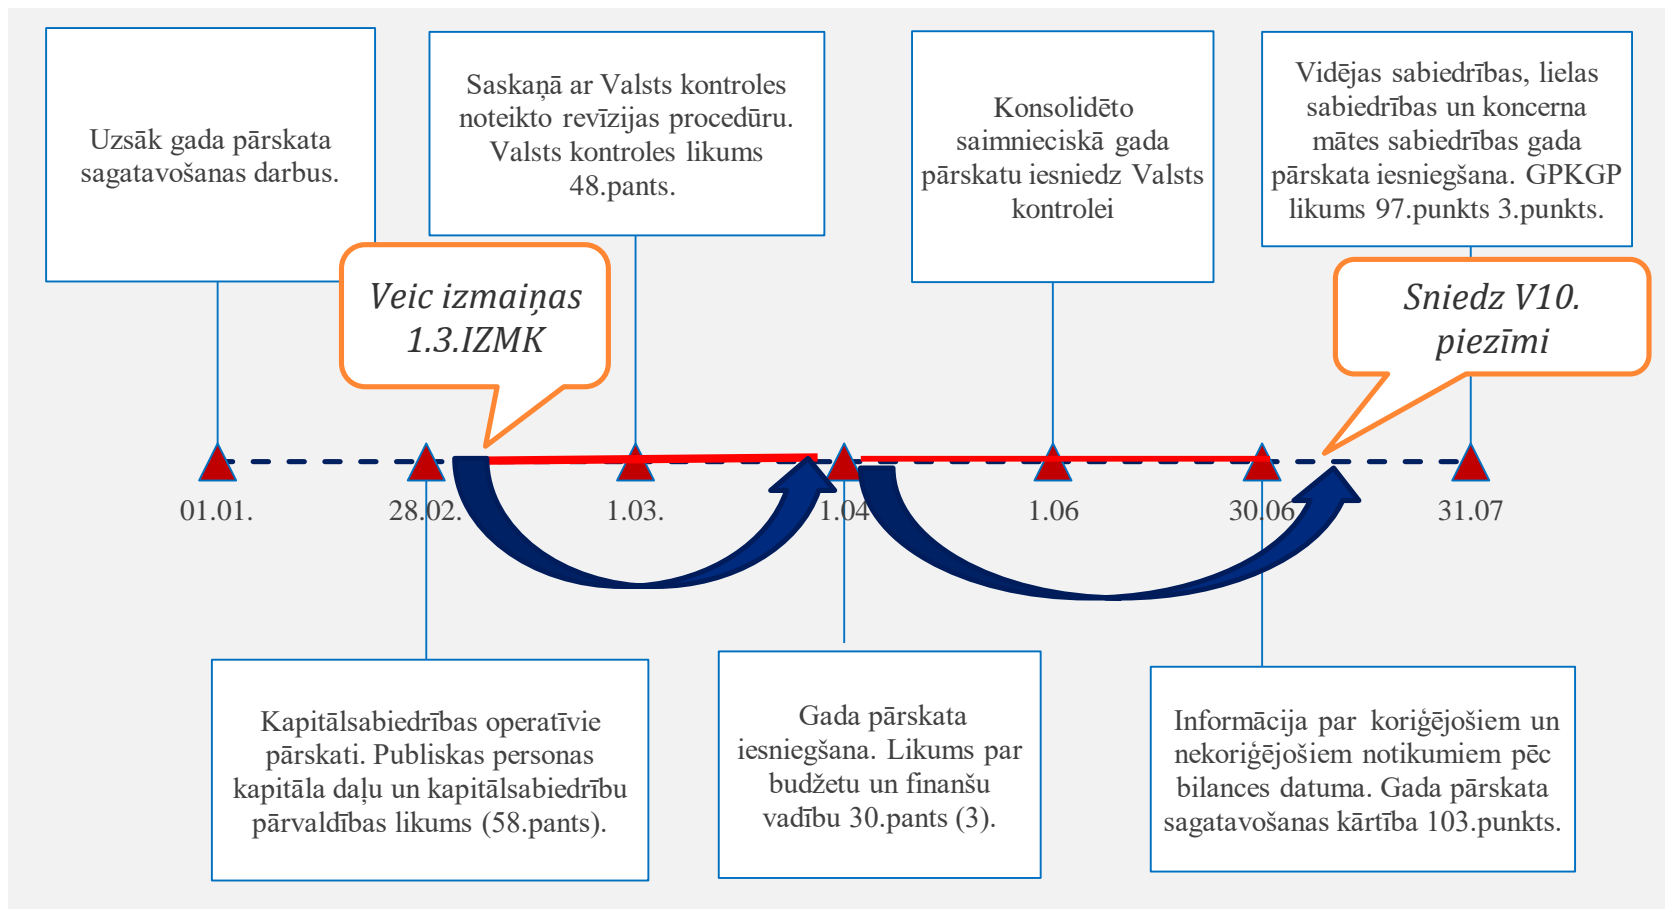 Uzsāk gada pārskata
sagatavošanas darbus.
Saskaņā ar Valsts kontroles
noteikto revīzijas procedūru.
Valsts kontroles likums
48.pants.
Konsolidēto
saimnieciskā gada
pārskatu iesniedz Valsts
kontrolei
Vidējas sabiedrības, lielas
sabiedrības un koncerna
mātes sabiedrības gada
pārskata iesniegšana. GPKGP
likums 97.punkts 3.punkts.
Veic izmaiņas
1.3.IZMK
Sniedz V10.
piezīmi
01.01.
28.02.
1.03.
1.04
1.06
30.06
31.07
Kapitālsabiedrības operatīvie
pārskati. Publiskas personas
kapitāla daļu un kapitālsabiedrību
pārvaldības likums (58.pants).
Gada pārskata
iesniegšana. Likums par
budžetu un finanšu
vadību 30.pants (3).
Informācija par koriģējošiem un
nekoriģējošiem notikumiem pēc
bilances datuma. Gada pārskata
sagatavošanas kārtība 103.punkts.